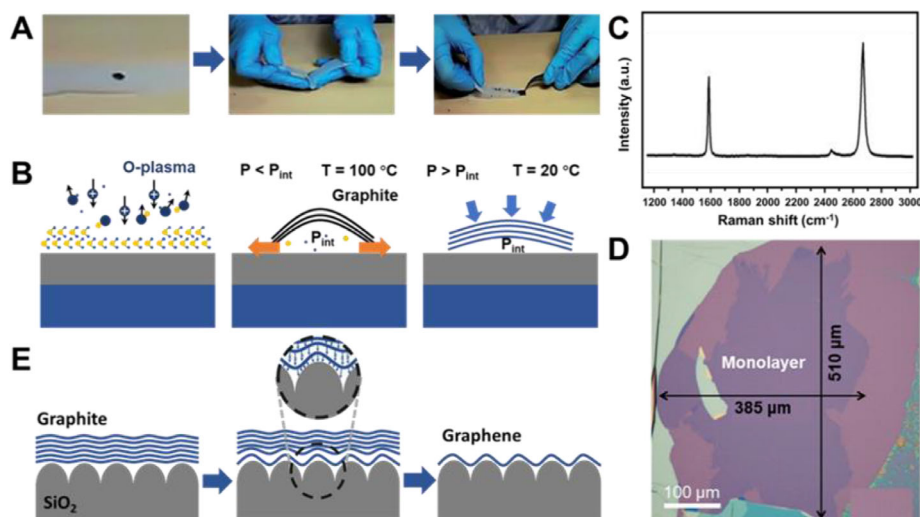 A
B
O-plasma
P < Pint
T = 100 °C
P > Pint
T = 20 °C
Graphite
Pint
Pint
C
Intensity (a.u.)
1200 1400 1600 1800 2000 2200 2400 2600 2800 3000
Raman shift (cm-1)
D
Monolayer
510 µm
385 µm
100 µm
E
Graphite
Graphene
SiO2